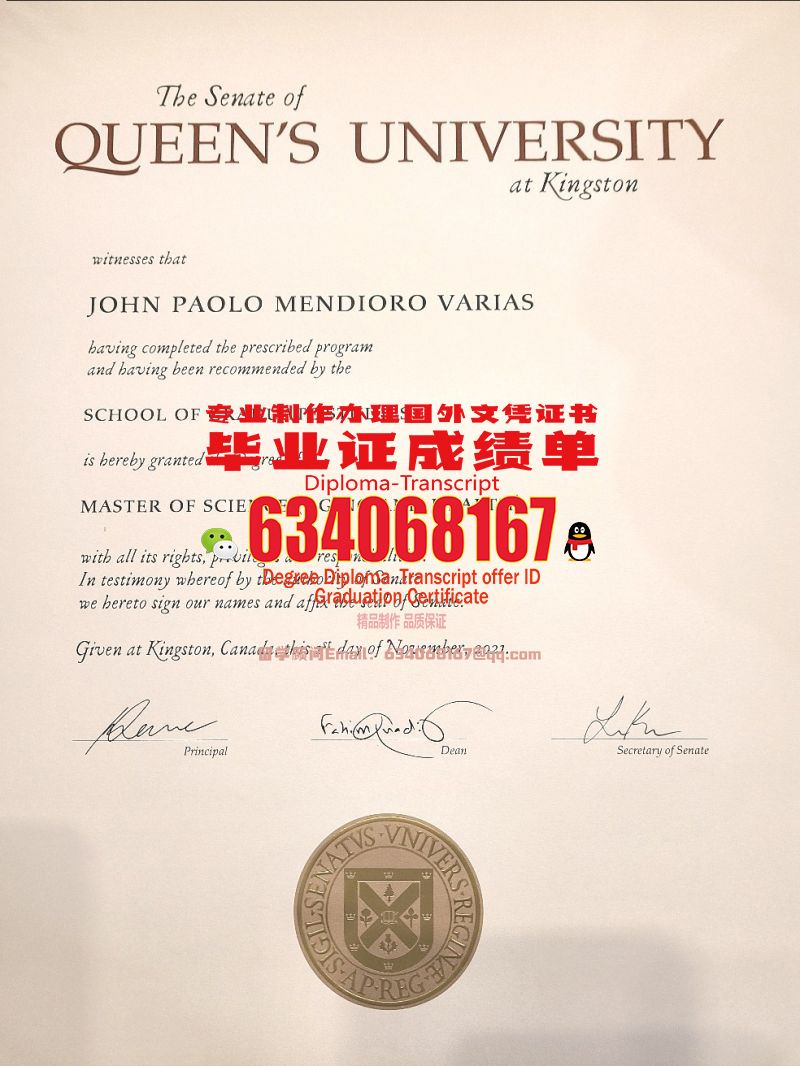 The Senate of
QUEEN'S UNIVERSITY
at Kingston
witnesses that
JOHN PAOLO MENDIORO VARIAS
having completed the prescribed program
and having been recommended by the
SCHOOL OF
专业制作办理国外文凭证书
is hereby granted
毕业证成绩单
Diploma-Transcript
MASTER OF
634068167
with all its rights,
Degree Diploma Transcript offer ID
In testimony whereof by the authority of Senate
Graduation Certificate
we hereto sign our names and affix the seal of Senate.
精品制作 品质保证
Given at Kingston, Canada, this 1st day of November, 2021.
留学顾问Email：634068167@qq.com
Principal
Dean
Secretary of Senate
SIGIL·SENATVS·VNIVERS·REGINÆ·AP·REG·